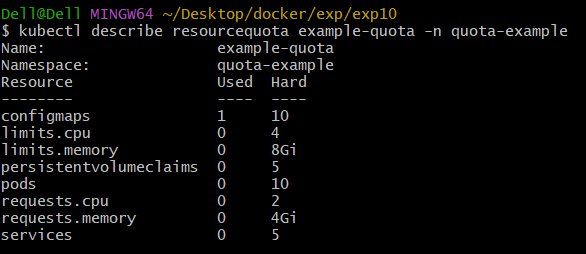 Dell@Dell MINGW64 ~/Desktop/docker/exp/exp10
$ kubectl describe resourcequota example-quota -n quota-example
Name:                   example-quota
Namespace:              quota-example
Resource                Used  Hard
--------                ----  ----
configmaps              1     10
limits.cpu              0     4
limits.memory           0     8Gi
persistentvolumeclaims  0     5
pods                    0     10
requests.cpu            0     2
requests.memory         0     4Gi
services                0     5